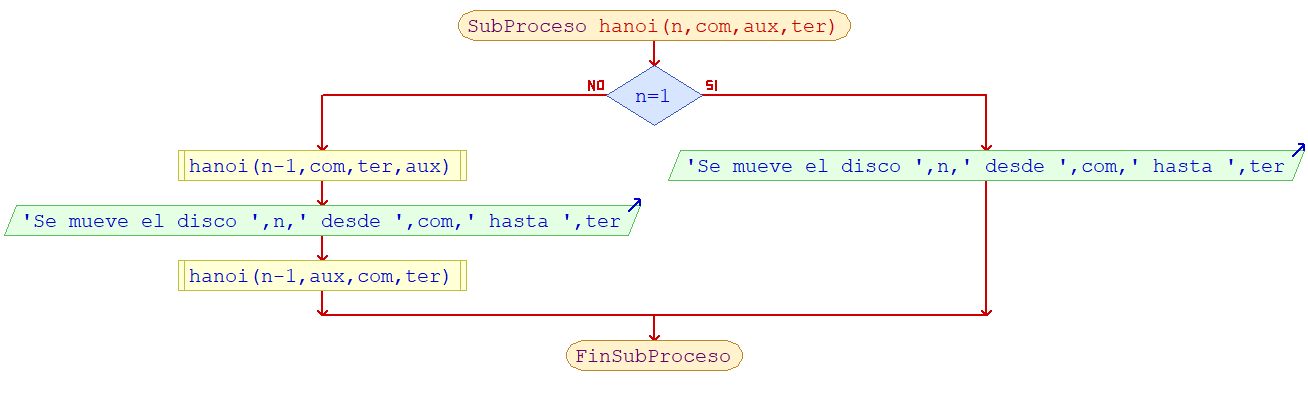 SubProceso hanoi(n,com,aux,ter)
NO
SI
n=1
hanoi(n-1,com,ter,aux)
'Se mueve el disco ',n,' desde ',com,' hasta ',ter
'Se mueve el disco ',n,' desde ',com,' hasta ',ter
hanoi(n-1,aux,com,ter)
FinSubProceso